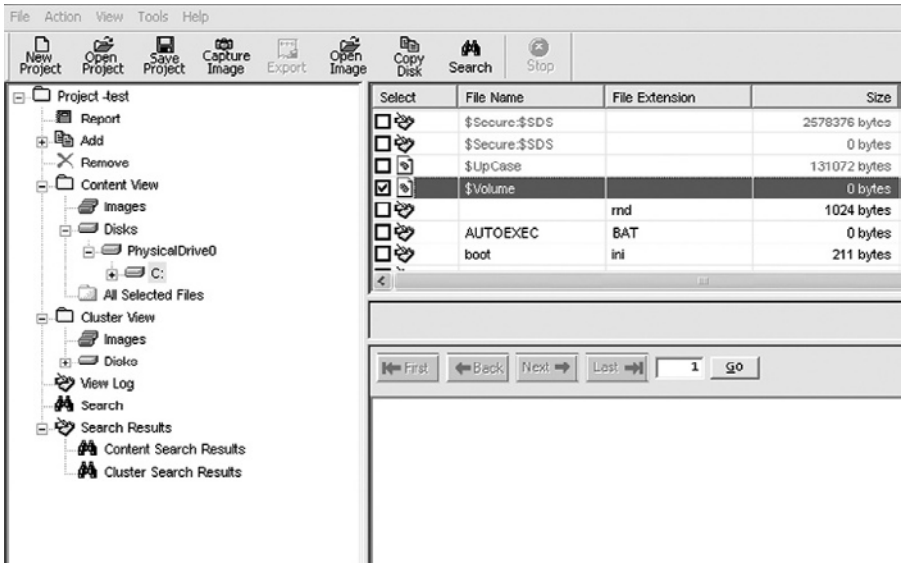 File Action View Tools Help
New Project Open Project Save Project Capture Image Export Open Image Copy Disk Search Stop
Project -test
Report
Add
Remove
Content View
Images
Disks
PhysicalDrive0
C:
All Selected Files
Cluster View
Images
Disks
View Log
Search
Search Results
Content Search Results
Cluster Search Results
Select File Name File Extension Size
$Secure:$SDS 2578376 bytes
$Secure:$SDS 0 bytes
$UpCase 131072 bytes
$Volume 0 bytes
rnd 1024 bytes
AUTOEXEC BAT 0 bytes
boot ini 211 bytes
First Back Next Last 1 GO